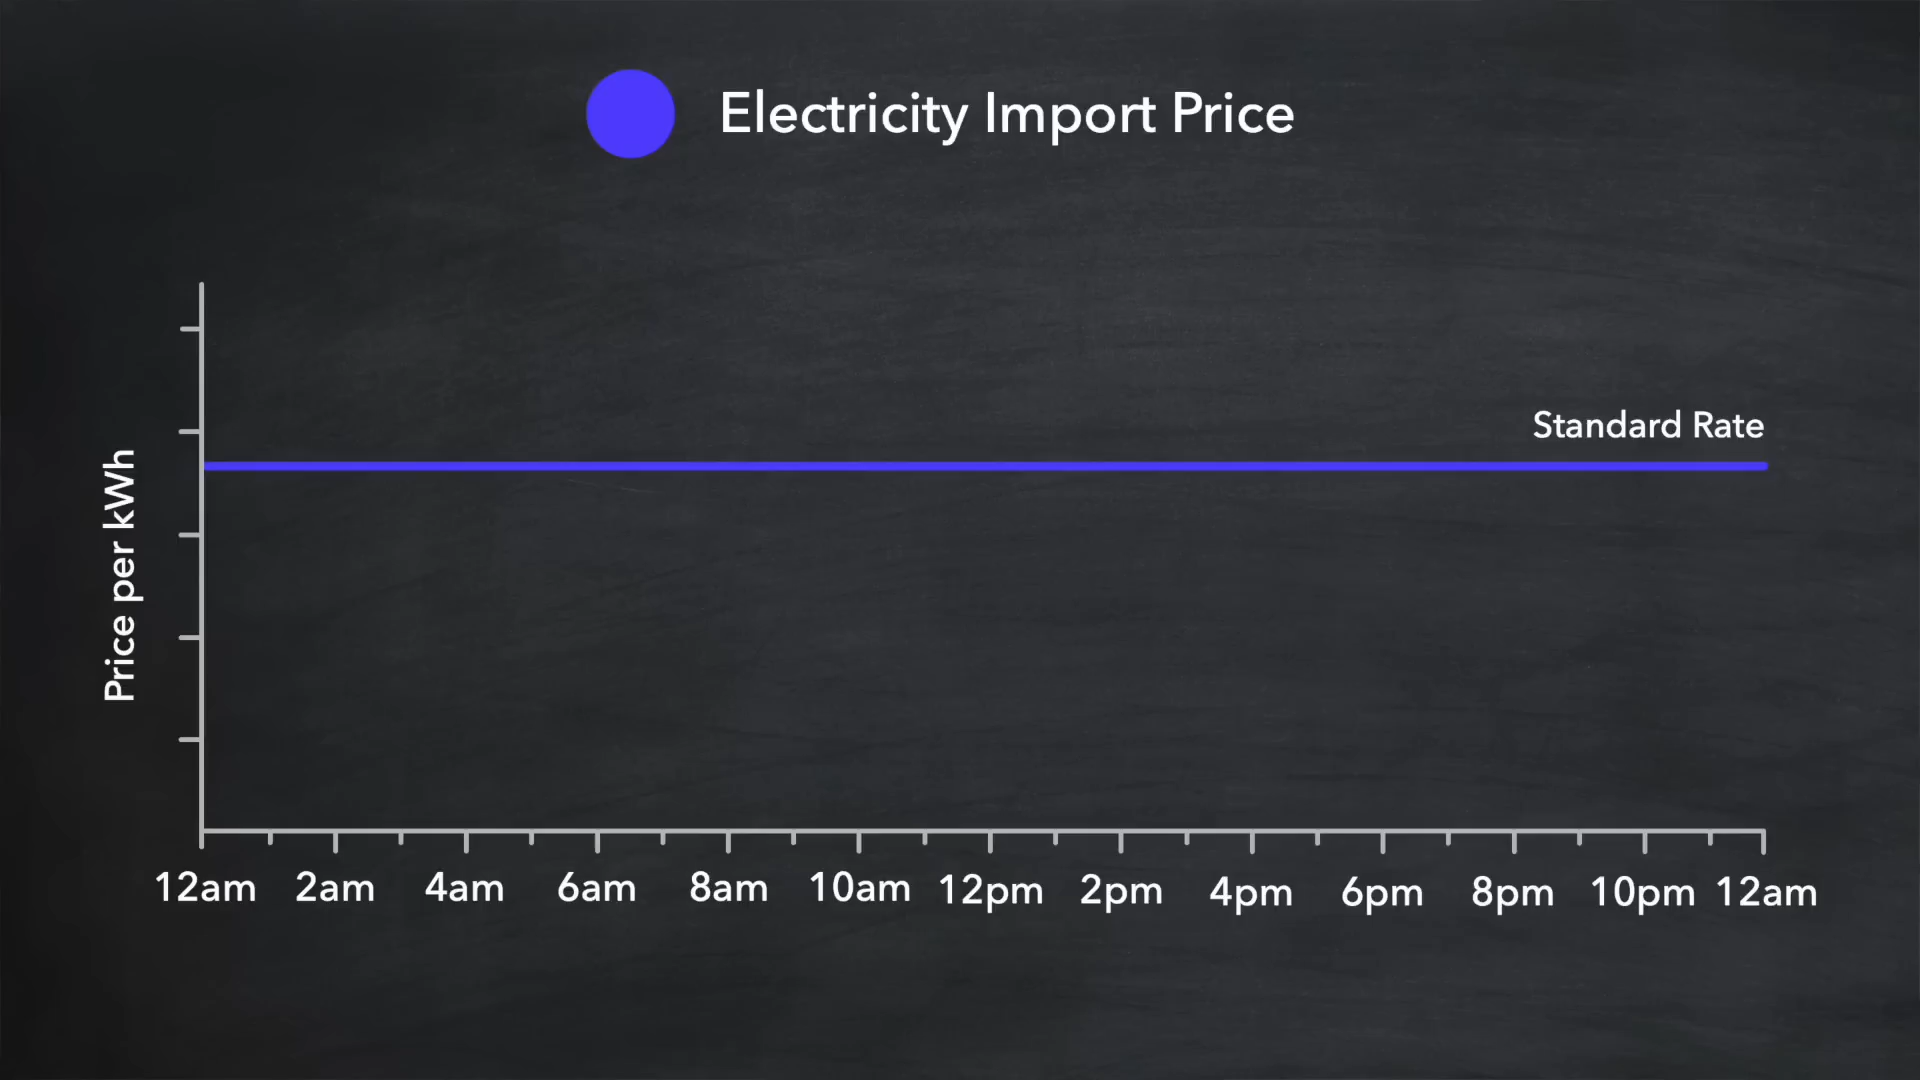 Electricity Import Price
Standard Rate
Price per kWh
12am 2am 4am 6am 8am 10am 12pm 2pm 4pm 6pm 8pm 10pm 12am